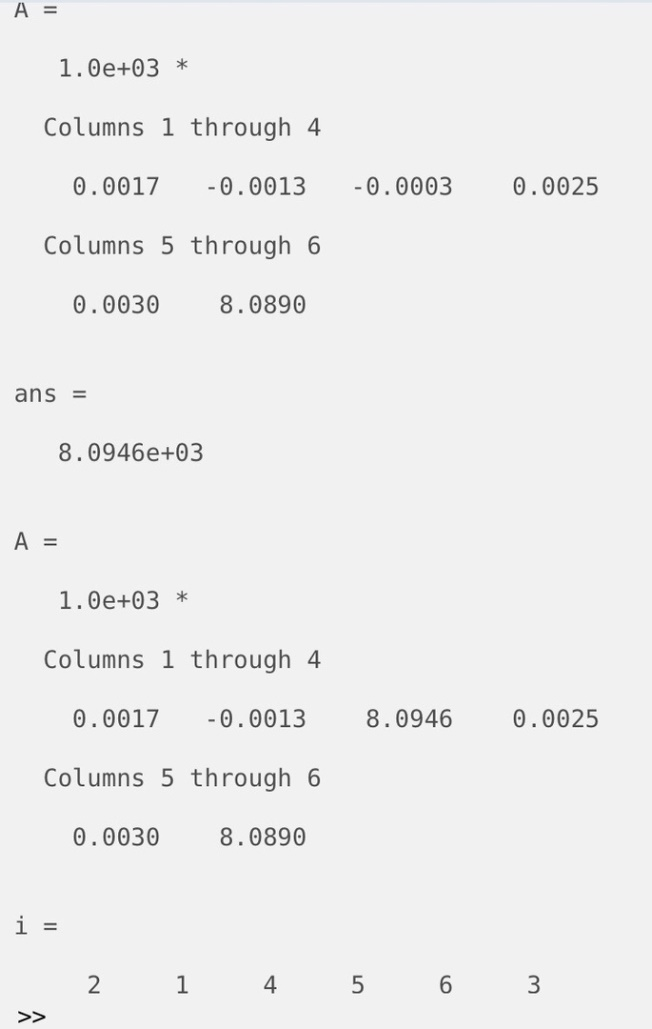 A =
1.0e+03 *
Columns 1 through 4
0.0017 -0.0013 -0.0003 0.0025
Columns 5 through 6
0.0030 8.0890
ans =
8.0946e+03
A =
1.0e+03 *
Columns 1 through 4
0.0017 -0.0013 8.0946 0.0025
Columns 5 through 6
0.0030 8.0890
i =
2 1 4 5 6 3
>>